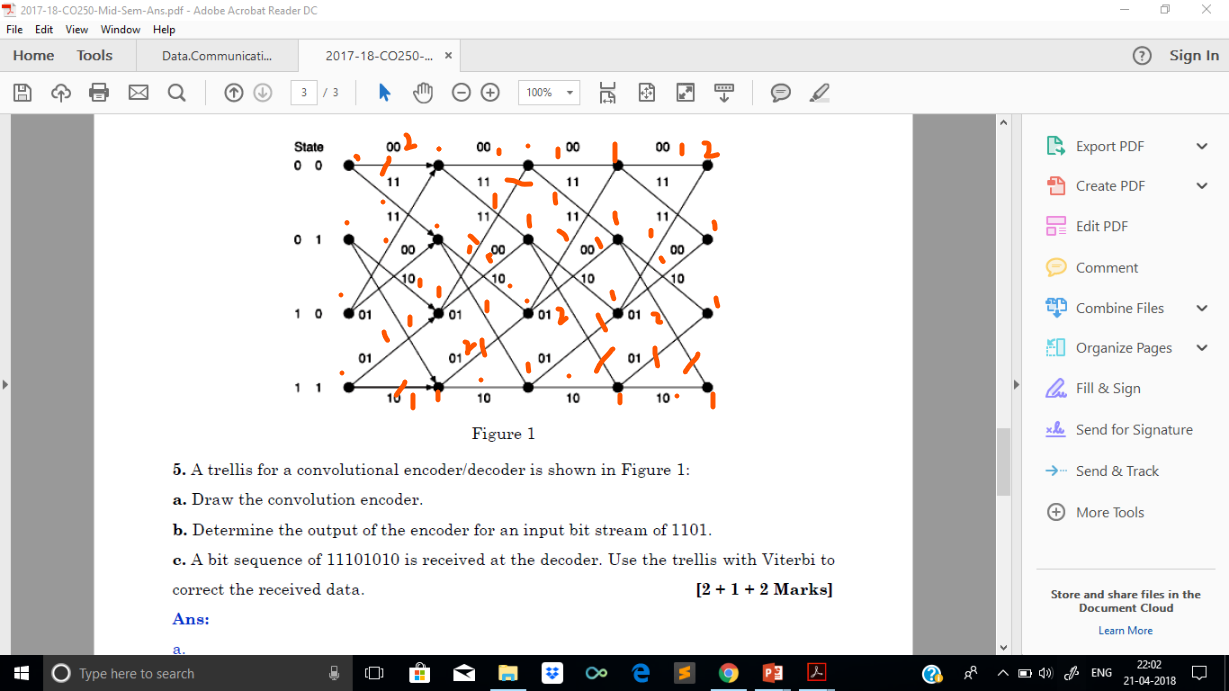 2017-18-CO250-Mid-Sem-Ans.pdf - Adobe Acrobat Reader DC
File Edit View Window Help
Home Tools Data.Communicati... 2017-18-CO250-... × Sign In
3 / 3 100%
State 00 2 00 00 00 2
0 0
11 11 11 11
11 11 11 11
0 1
00 00 00 00
10 10 10 10
1 0 01 01 01 2 01 2
01 01 2 01 01
1 1
10 10 10 10
Figure 1
5. A trellis for a convolutional encoder/decoder is shown in Figure 1:
a. Draw the convolution encoder.
b. Determine the output of the encoder for an input bit stream of 1101.
c. A bit sequence of 11101010 is received at the decoder. Use the trellis with Viterbi to
correct the received data. [2 + 1 + 2 Marks]
Ans:
a.
Export PDF
Create PDF
Edit PDF
Comment
Combine Files
Organize Pages
Fill & Sign
Send for Signature
Send & Track
More Tools
Store and share files in the
Document Cloud
Learn More
Type here to search
ENG
22:02
21-04-2018